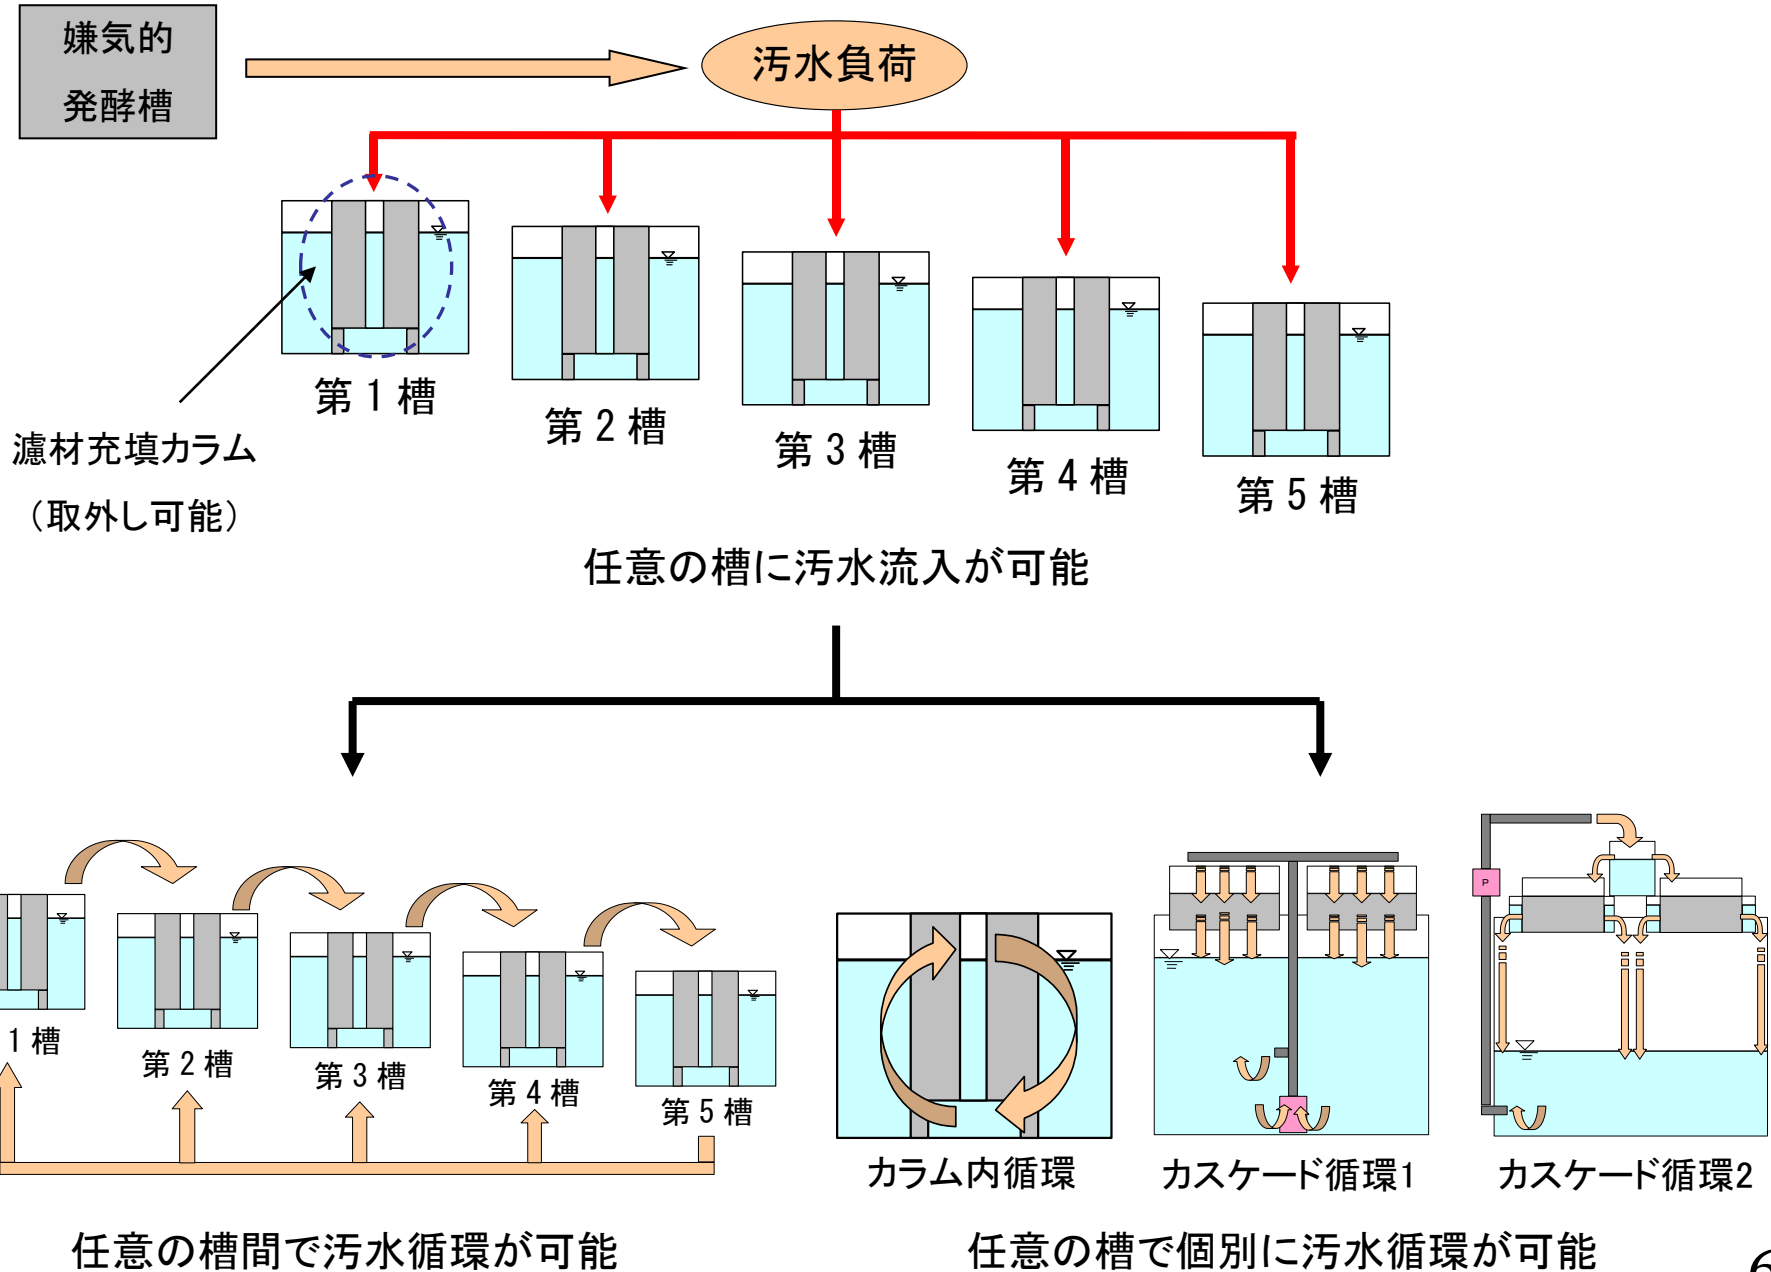 嫌気的
発酵槽
汚水負荷
第1槽
第2槽
第3槽
第4槽
第5槽
濾材充填カラム
（取外し可能）
任意の槽に汚水流入が可能
1槽
第2槽
第3槽
第4槽
第5槽
P
カラム内循環
カスケード循環1
カスケード循環2
任意の槽間で汚水循環が可能
任意の槽で個別に汚水循環が可能